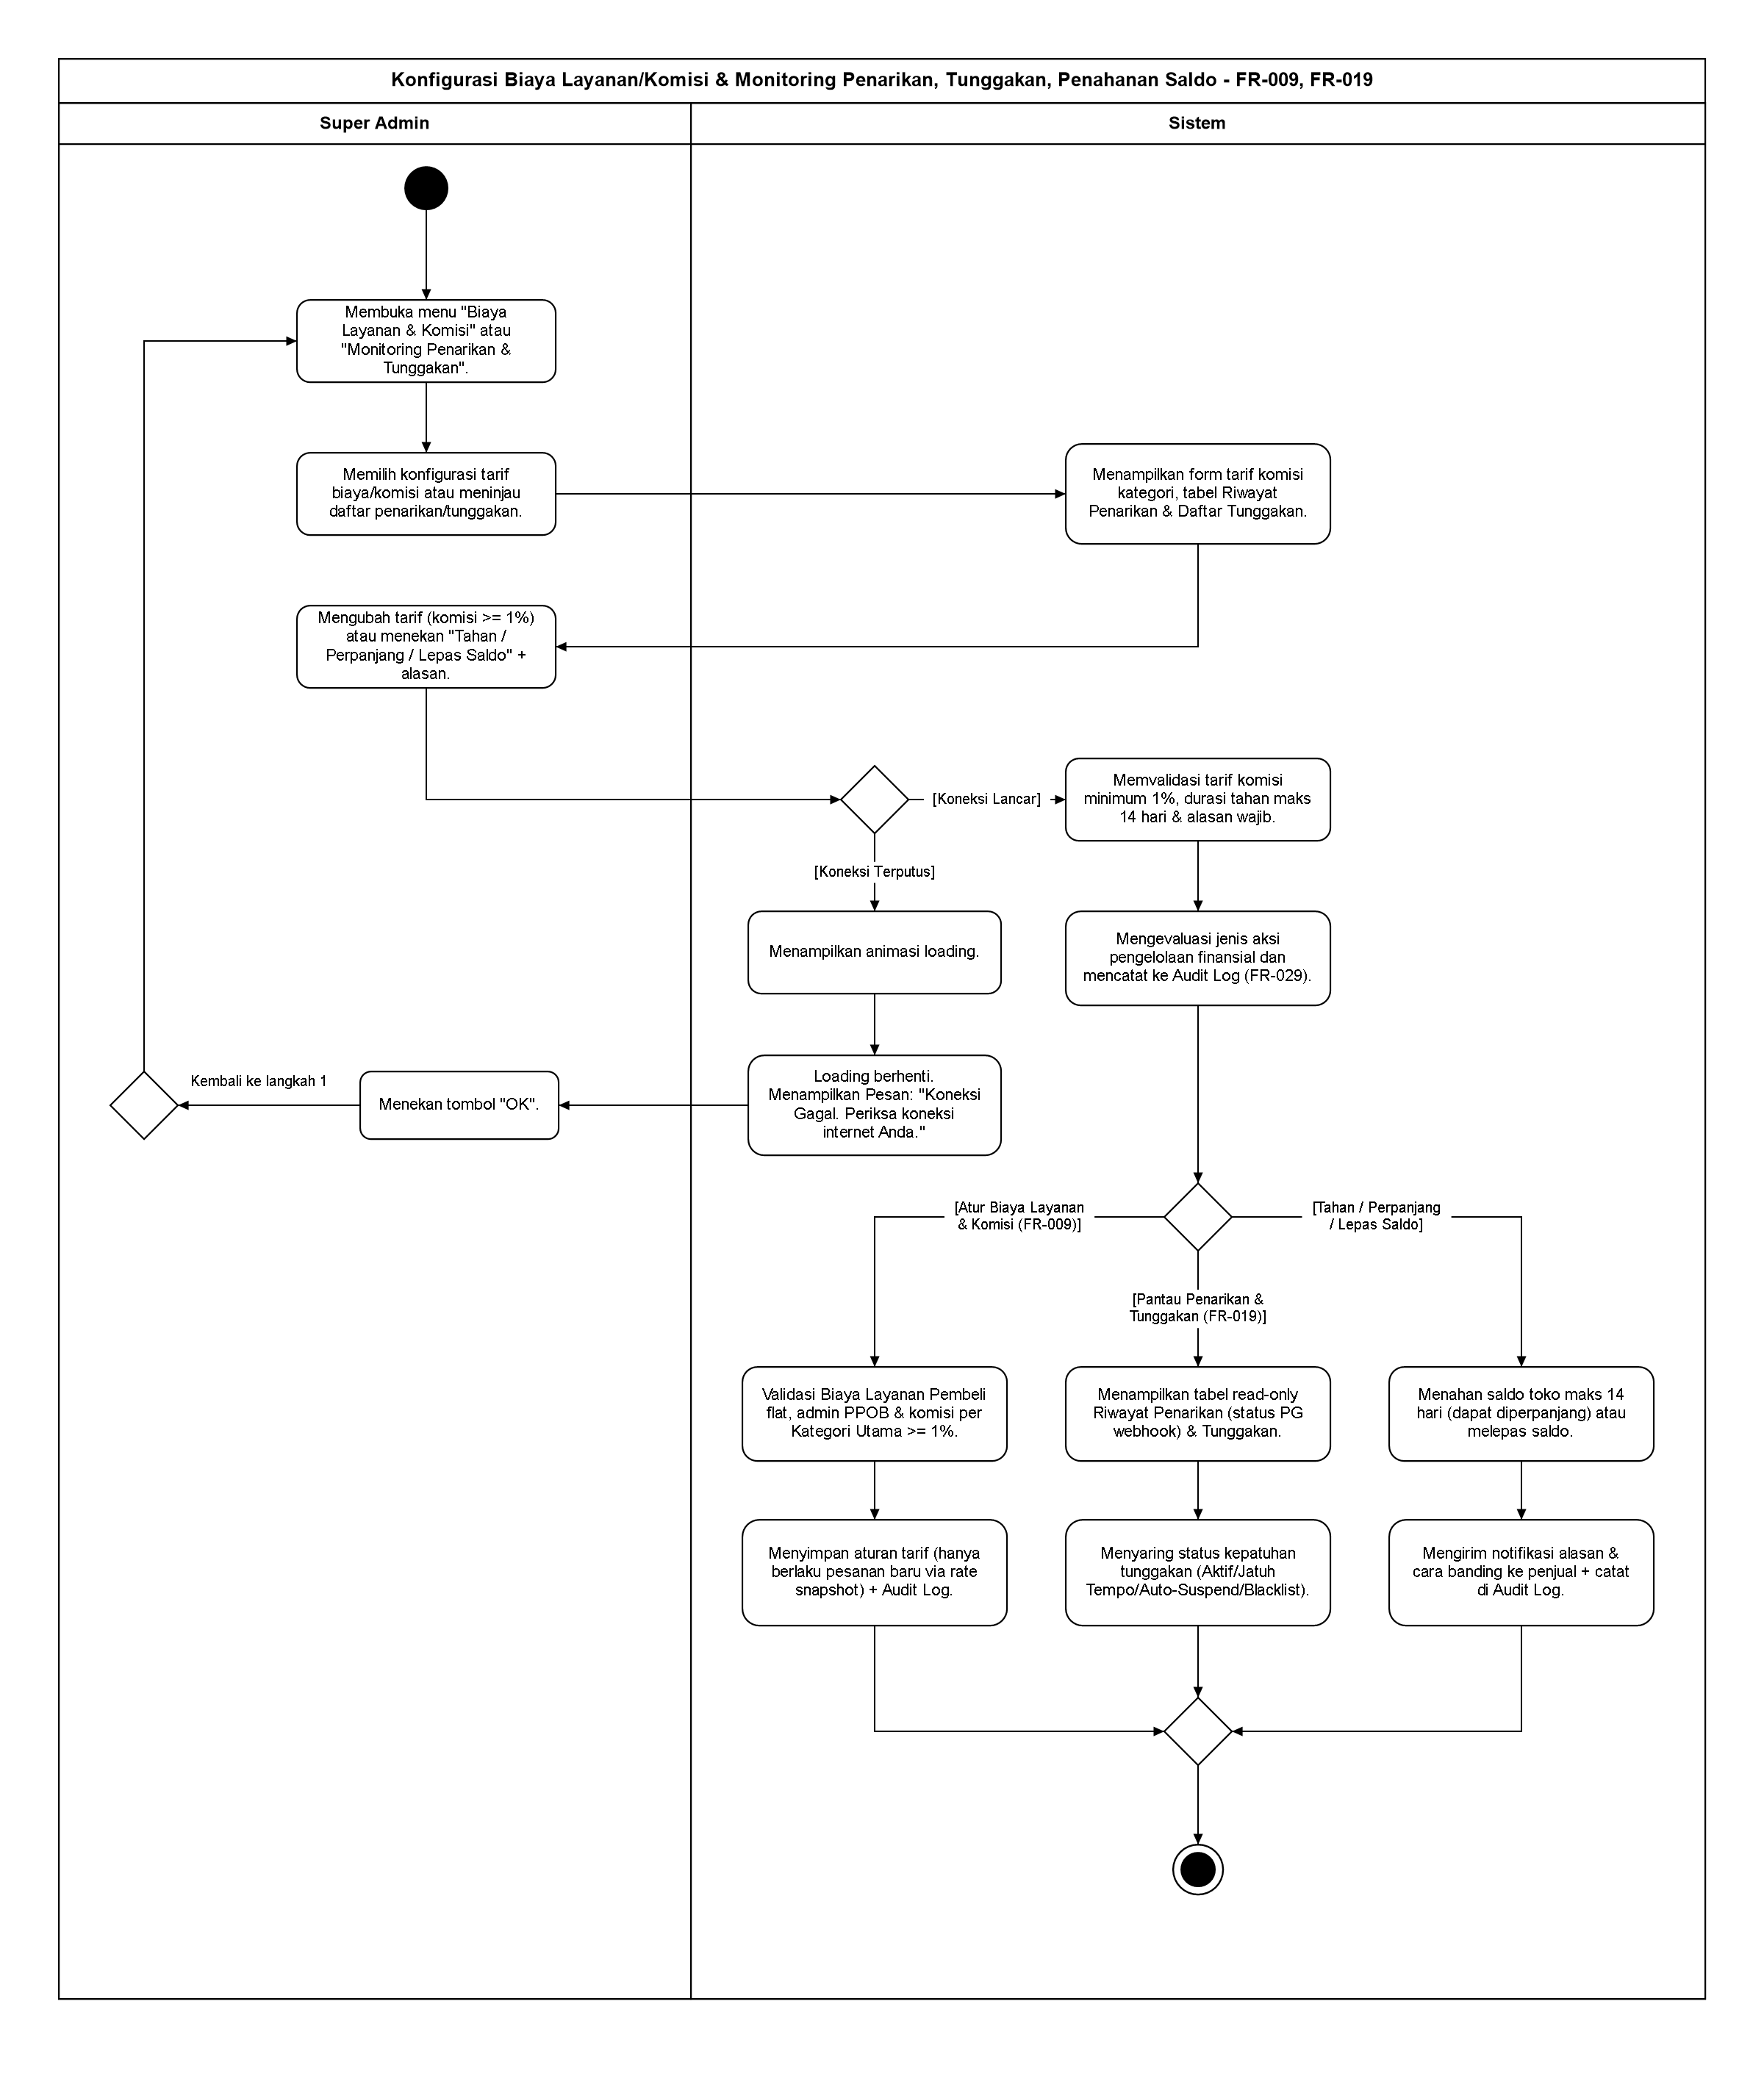 Konfigurasi Biaya Layanan/Komisi & Monitoring Penarikan, Tunggakan, Penahanan Saldo - FR-009, FR-019
Super Admin
Sistem
Membuka menu "Biaya
Layanan & Komisi" atau
"Monitoring Penarikan &
Tunggakan".
Memilih konfigurasi tarif
biaya/komisi atau meninjau
daftar penarikan/tunggakan.
Menampilkan form tarif komisi
kategori, tabel Riwayat
Penarikan & Daftar Tunggakan.
Mengubah tarif (komisi >= 1%)
atau menekan "Tahan /
Perpanjang / Lepas Saldo" +
alasan.
[Koneksi Lancar]
Memvalidasi tarif komisi
minimum 1%, durasi tahan maks
14 hari & alasan wajib.
[Koneksi Terputus]
Menampilkan animasi loading.
Mengevaluasi jenis aksi
pengelolaan finansial dan
mencatat ke Audit Log (FR-029).
Loading berhenti.
Menampilkan Pesan: "Koneksi
Gagal. Periksa koneksi
internet Anda."
Menekan tombol "OK".
Kembali ke langkah 1
[Atur Biaya Layanan
& Komisi (FR-009)]
[Tahan / Perpanjang
/ Lepas Saldo]
[Pantau Penarikan &
Tunggakan (FR-019)]
Validasi Biaya Layanan Pembeli
flat, admin PPOB & komisi per
Kategori Utama >= 1%.
Menampilkan tabel read-only
Riwayat Penarikan (status PG
webhook) & Tunggakan.
Menahan saldo toko maks 14
hari (dapat diperpanjang) atau
melepas saldo.
Menyimpan aturan tarif (hanya
berlaku pesanan baru via rate
snapshot) + Audit Log.
Menyaring status kepatuhan
tunggakan (Aktif/Jatuh
Tempo/Auto-Suspend/Blacklist).
Mengirim notifikasi alasan &
cara banding ke penjual + catat
di Audit Log.